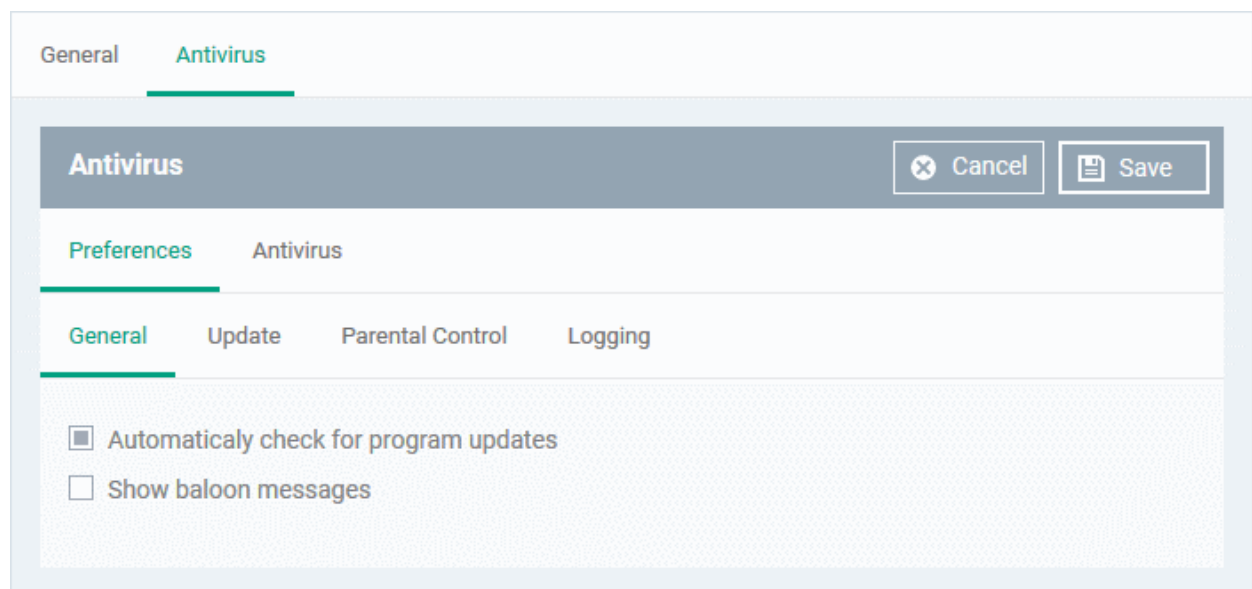 General Antivirus
Antivirus Cancel Save
Preferences Antivirus
General Update Parental Control Logging
Automaticaly check for program updates
Show baloon messages